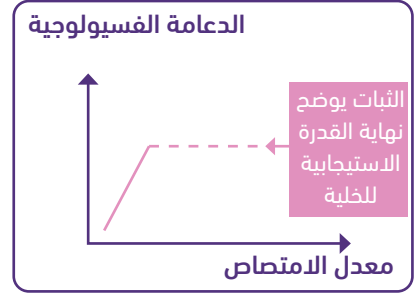 الدعامة الفسيولوجية
الثبات يوضح
نهاية القدرة
الاستيجابية
للخلية
معدل الامتصاص